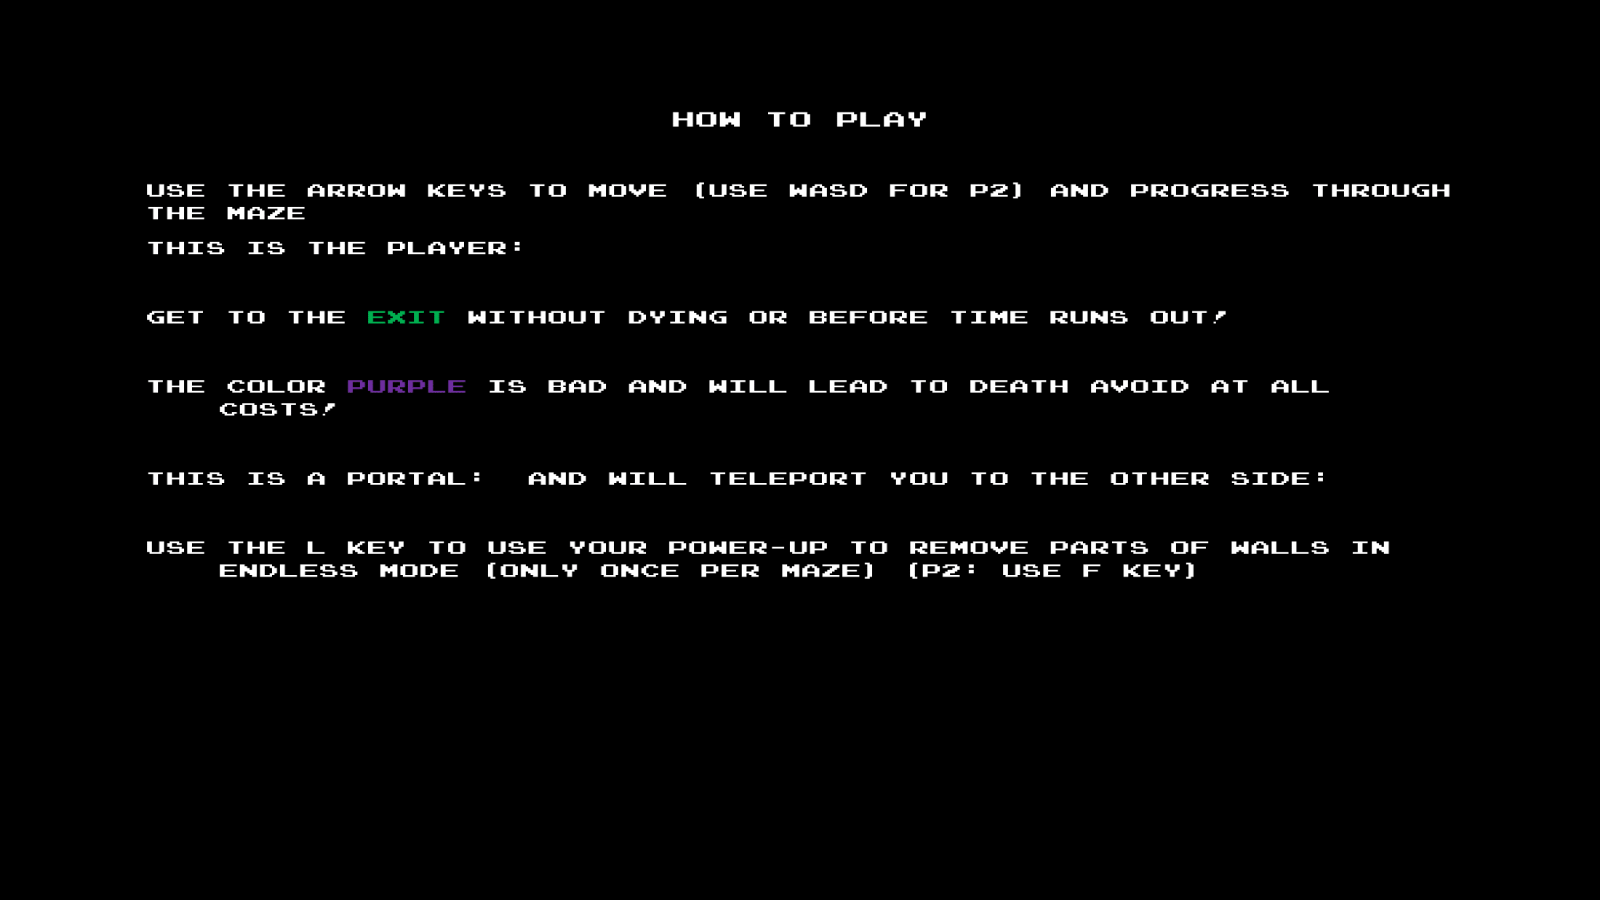 HOW TO PLAY
USE THE ARROW KEYS TO MOVE (USE WASD FOR P2) AND PROGRESS THROUGH
THE MAZE
THIS IS THE PLAYER:
GET TO THE EXIT WITHOUT DYING OR BEFORE TIME RUNS OUT!
THE COLOR PURPLE IS BAD AND WILL LEAD TO DEATH AVOID AT ALL
COSTS!
THIS IS A PORTAL: AND WILL TELEPORT YOU TO THE OTHER SIDE:
USE THE L KEY TO USE YOUR POWER-UP TO REMOVE PARTS OF WALLS IN
ENDLESS MODE (ONLY ONCE PER MAZE) (P2: USE F KEY)